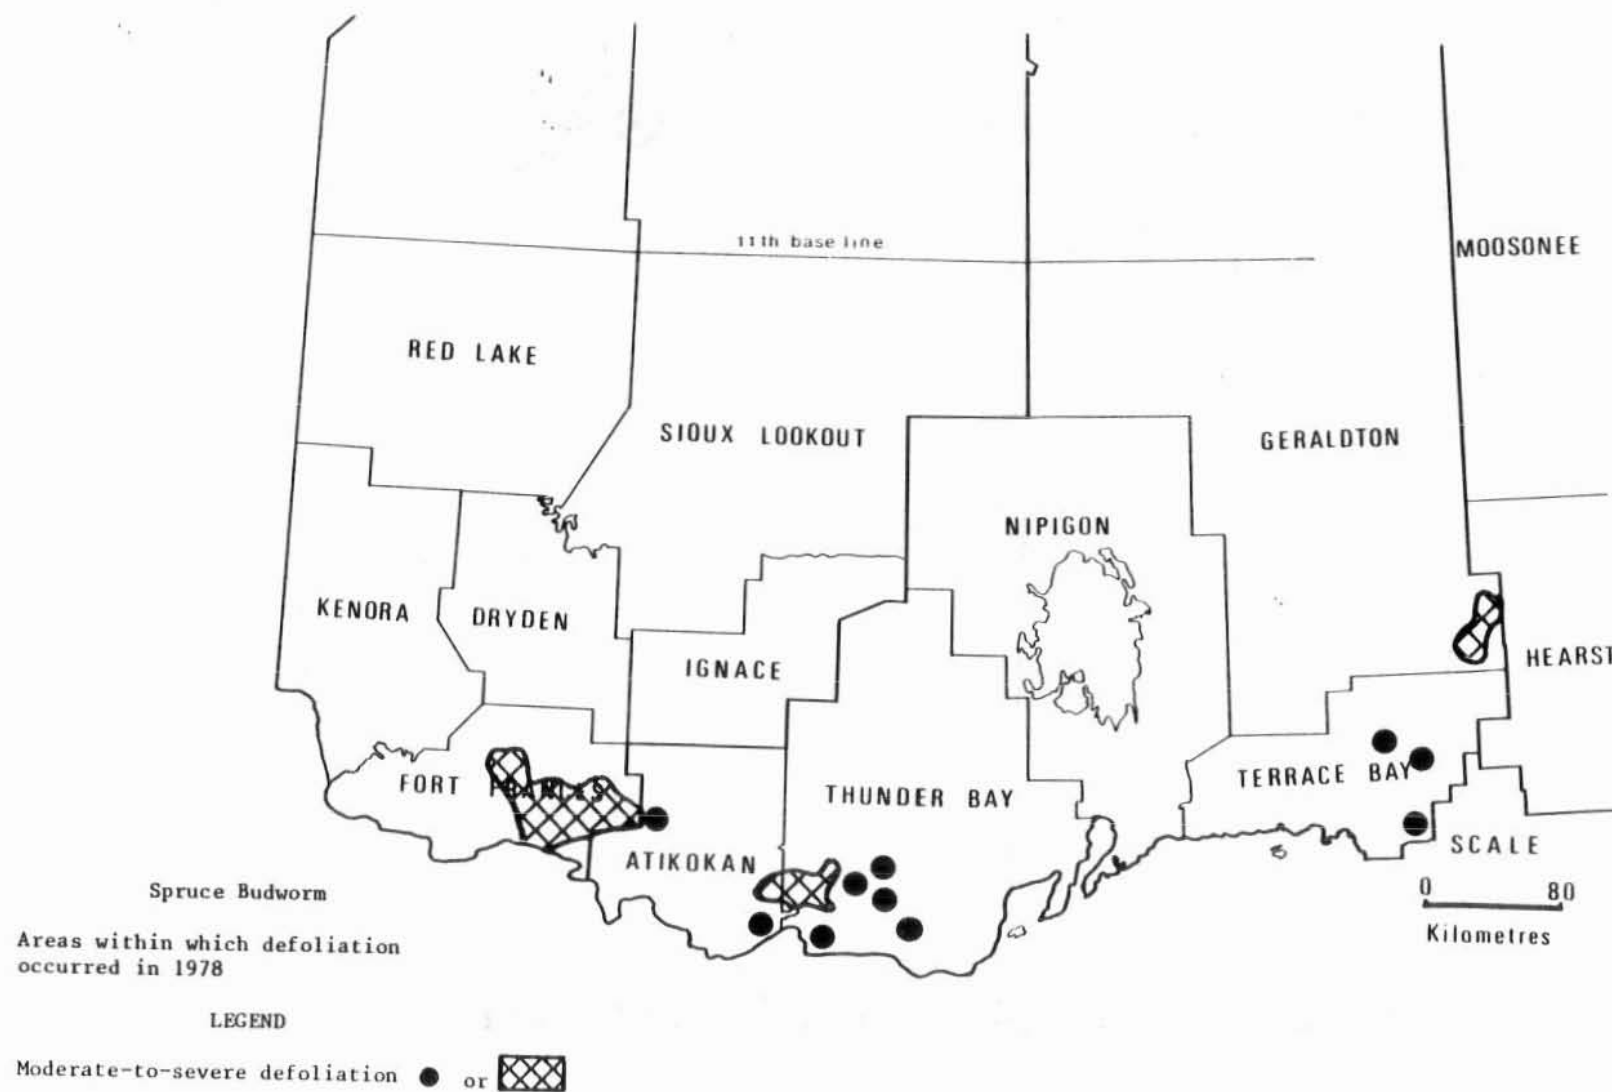 11th base line
MOOSONEE
RED LAKE
SIOUX LOOKOUT
GERALDTON
NIPIGON
KENORA
DRYDEN
IGNACE
HEARST
FORT FRANCES
THUNDER BAY
TERRACE BAY
ATIKOKAN
SCALE
0 80
Kilometres
Spruce Budworm
Areas within which defoliation
occurred in 1978
LEGEND
Moderate-to-severe defoliation or